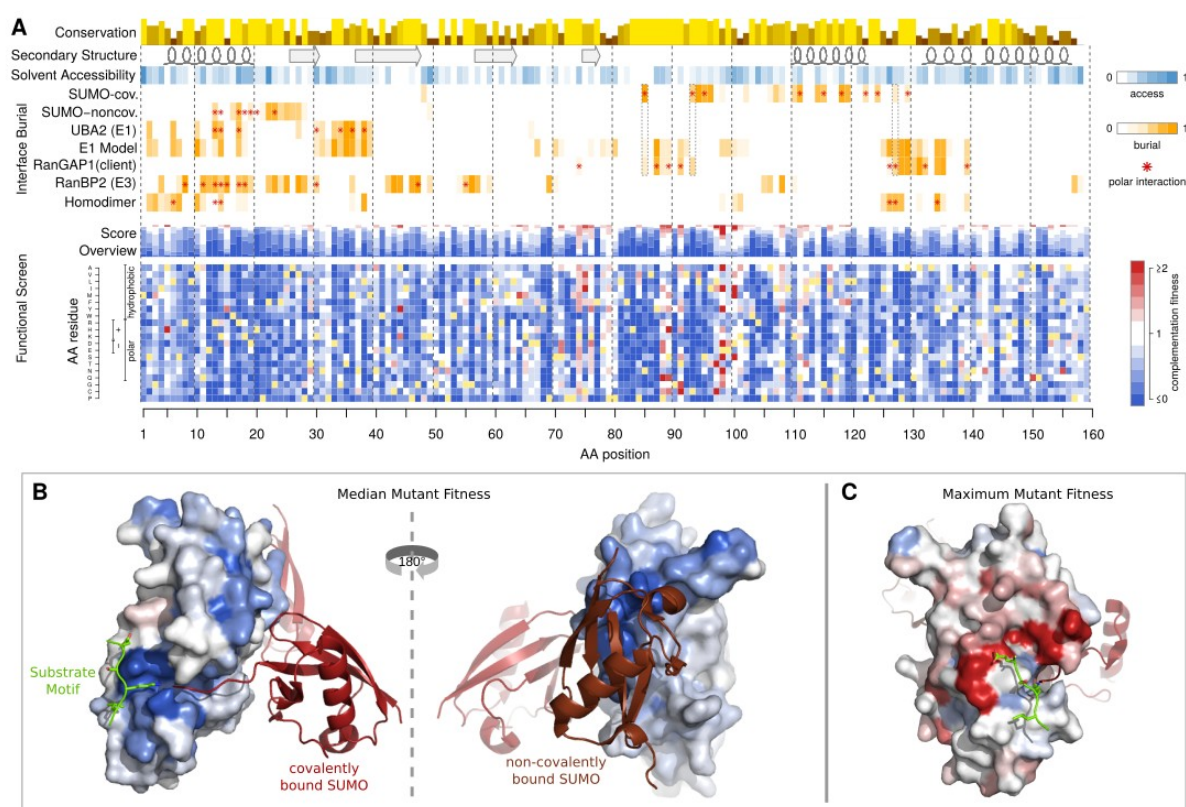 A
Conservation
Secondary Structure
Solvent Accessibility
Interface Burial
SUMO-cov.
SUMO-noncov.
UBA2 (E1)
E1 Model
RanGAP1(client)
RanBP2 (E3)
Homodimer
0 1
access
0 1
burial
polar interaction
Functional Screen
Score
Overview
AA residue
hydrophobic
+
−
polar
A
V
L
I
M
F
Y
W
R
H
K
D
E
S
T
N
Q
G
C
P
≥2
1
≤0
complementation fitness
1 10 20 30 40 50 60 70 80 90 100 110 120 130 140 150 160
AA position
B
Median Mutant Fitness
180°
Substrate
Motif
covalently
bound SUMO
non-covalently
bound SUMO
C
Maximum Mutant Fitness